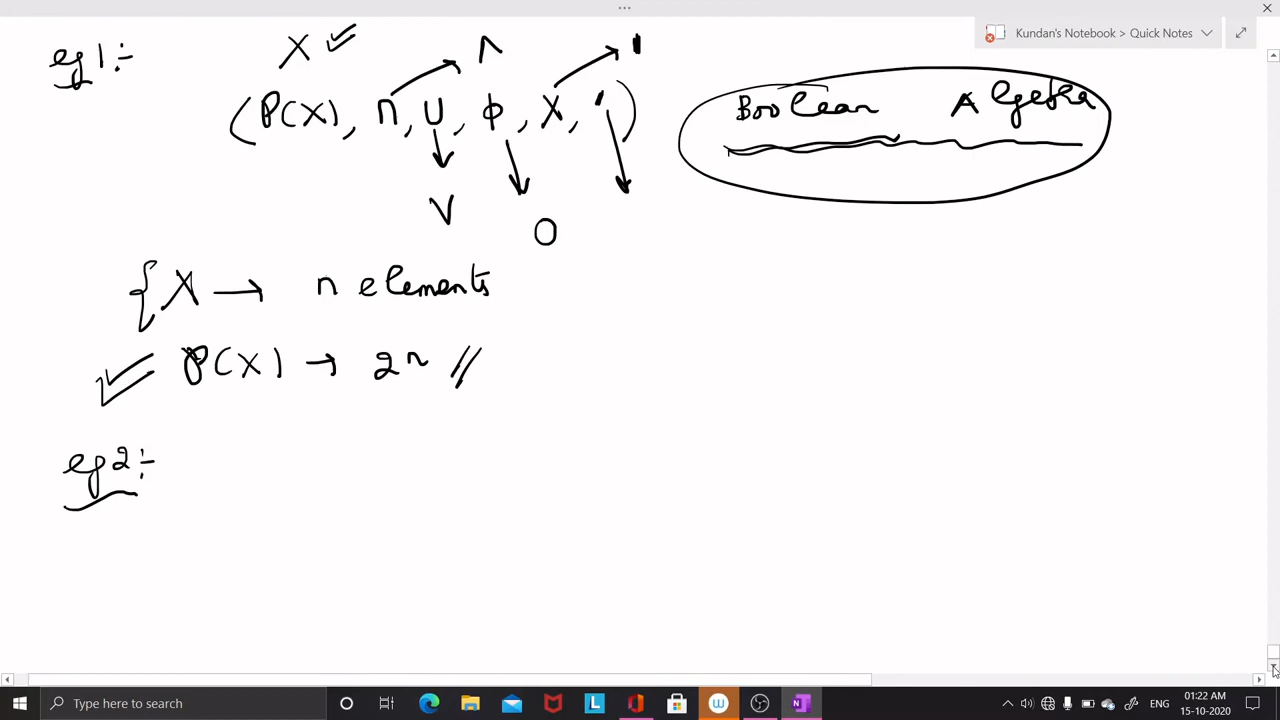 eg1:-
X ✓ Λ '
(P(X), ∩, ∪, φ, X, ') Boolean Algebra
V
0
{X → n elements
✓ P(X) → 2ⁿ //
eg2:-
Kundan's Notebook > Quick Notes
Type here to search
ENG
01:22 AM
15-10-2020